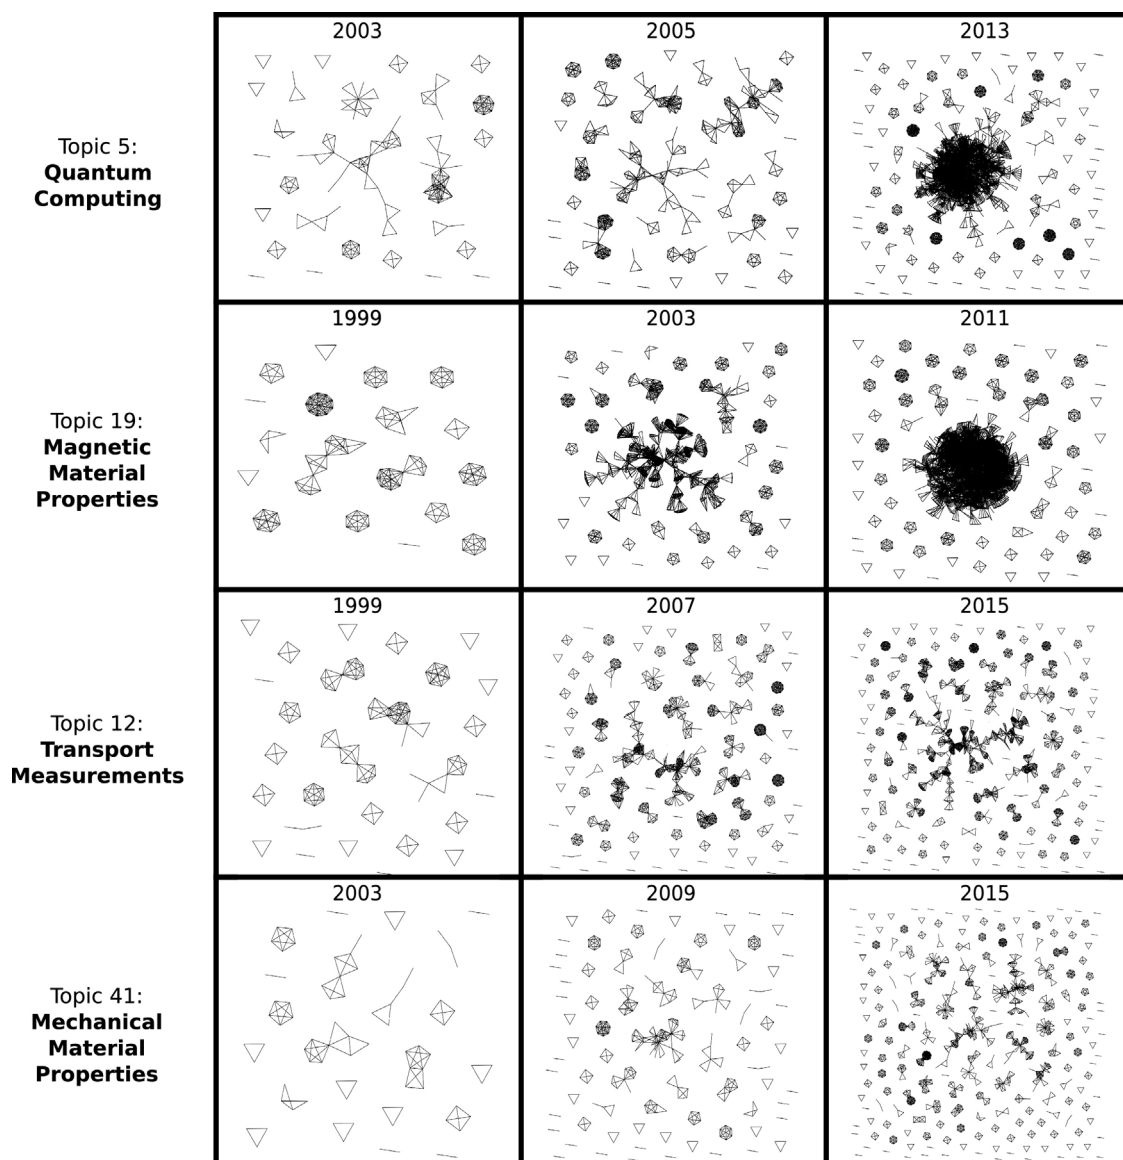 2003
2005
2013
Topic 5:
Quantum
Computing
1999
2003
2011
Topic 19:
Magnetic
Material
Properties
1999
2007
2015
Topic 12:
Transport
Measurements
2003
2009
2015
Topic 41:
Mechanical
Material
Properties